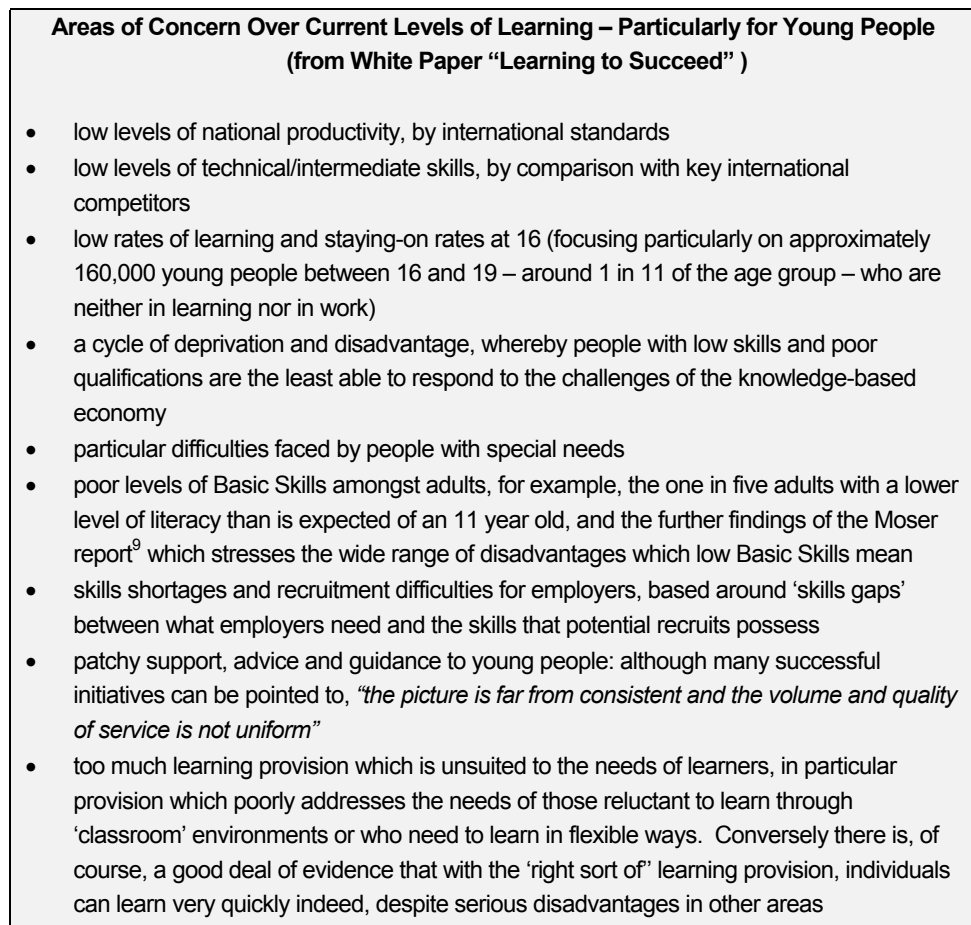 Areas of Concern Over Current Levels of Learning – Particularly for Young People
(from White Paper “Learning to Succeed” )
• low levels of national productivity, by international standards
• low levels of technical/intermediate skills, by comparison with key international
competitors
• low rates of learning and staying-on rates at 16 (focusing particularly on approximately
160,000 young people between 16 and 19 – around 1 in 11 of the age group – who are
neither in learning nor in work)
• a cycle of deprivation and disadvantage, whereby people with low skills and poor
qualifications are the least able to respond to the challenges of the knowledge-based
economy
• particular difficulties faced by people with special needs
• poor levels of Basic Skills amongst adults, for example, the one in five adults with a lower
level of literacy than is expected of an 11 year old, and the further findings of the Moser
report⁹ which stresses the wide range of disadvantages which low Basic Skills mean
• skills shortages and recruitment difficulties for employers, based around ‘skills gaps’
between what employers need and the skills that potential recruits possess
• patchy support, advice and guidance to young people: although many successful
initiatives can be pointed to, “the picture is far from consistent and the volume and quality
of service is not uniform”
• too much learning provision which is unsuited to the needs of learners, in particular
provision which poorly addresses the needs of those reluctant to learn through
‘classroom’ environments or who need to learn in flexible ways.  Conversely there is, of
course, a good deal of evidence that with the ‘right sort of” learning provision, individuals
can learn very quickly indeed, despite serious disadvantages in other areas